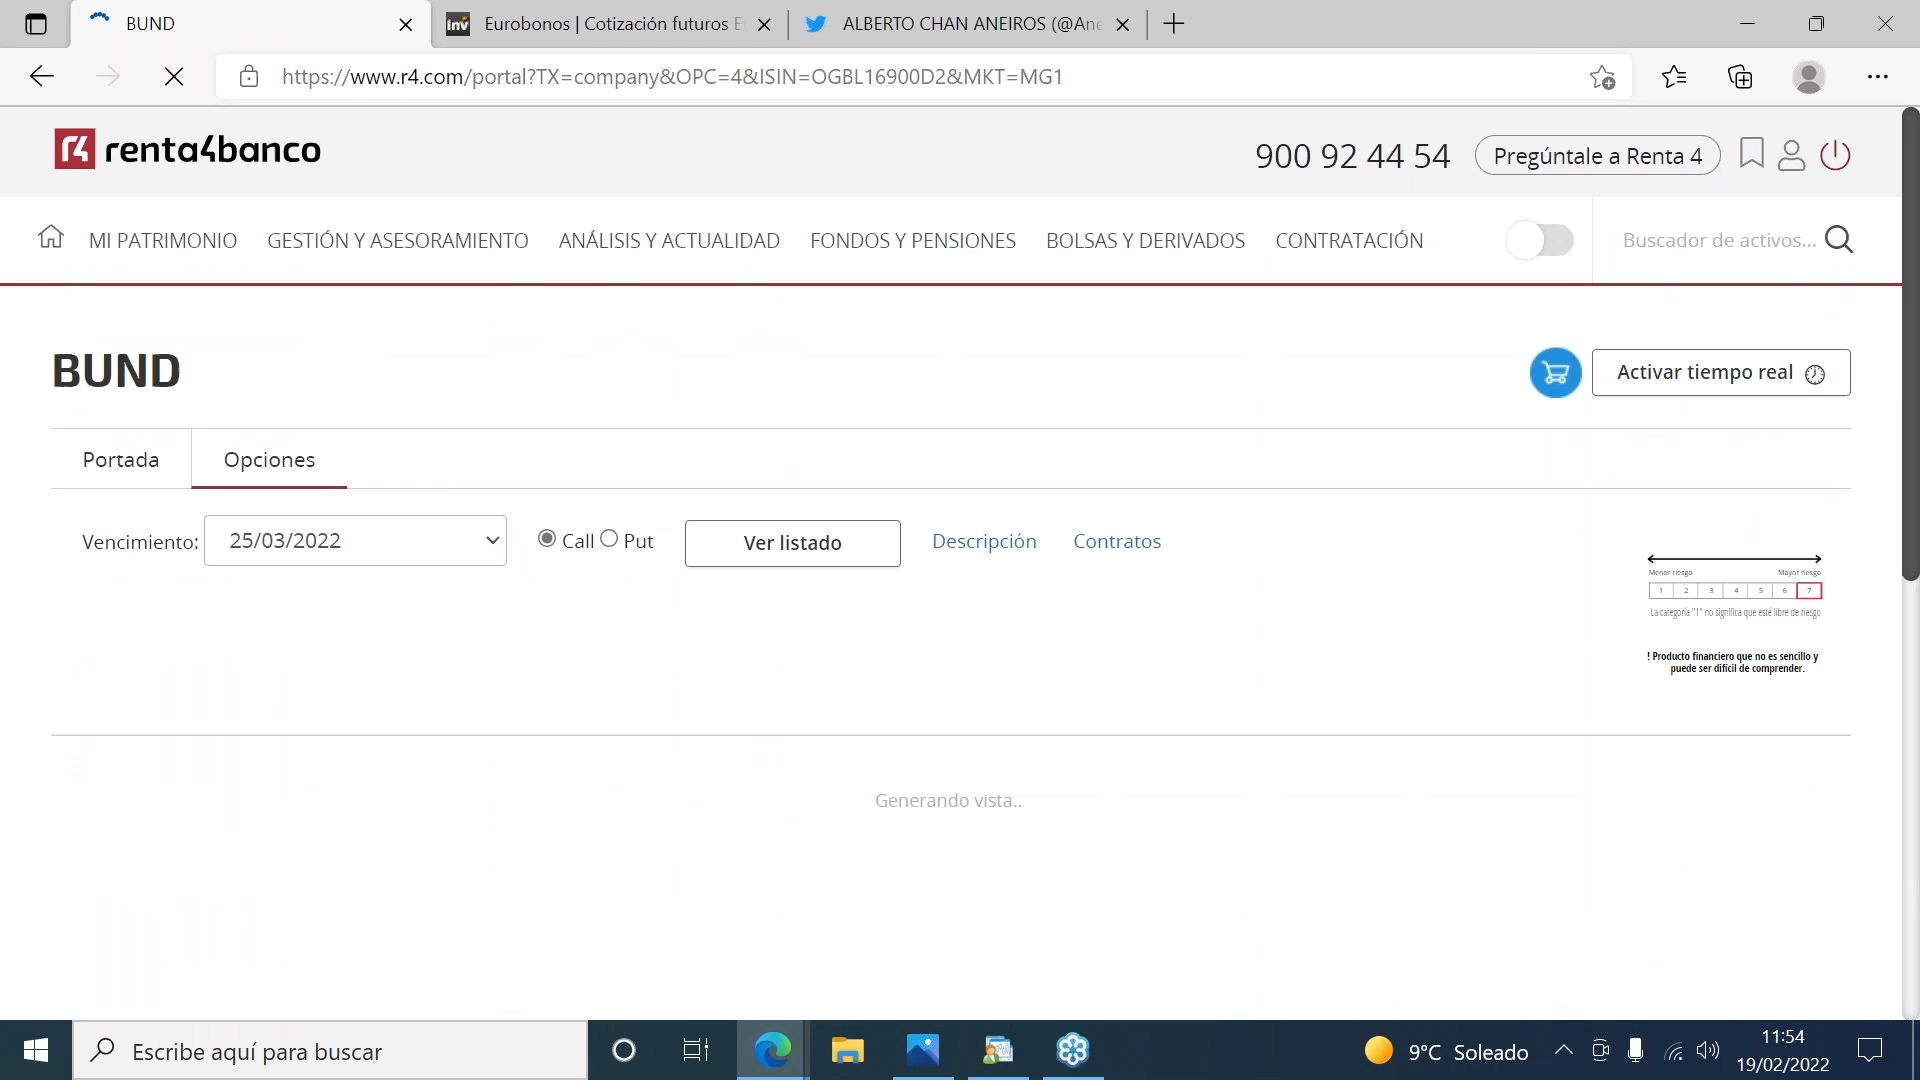 BUND
Eurobonos | Cotización futuros E
ALBERTO CHAN ANEIROS (@Ane
https://www.r4.com/portal?TX=company&OPC=4&ISIN=OGBL16900D2&MKT=MG1
renta4banco
900 92 44 54
Pregúntale a Renta 4
MI PATRIMONIO
GESTIÓN Y ASESORAMIENTO
ANÁLISIS Y ACTUALIDAD
FONDOS Y PENSIONES
BOLSAS Y DERIVADOS
CONTRATACIÓN
Buscador de activos...
BUND
Activar tiempo real
Portada
Opciones
Vencimiento:
25/03/2022
Call
Put
Ver listado
Descripción
Contratos
Menor riesgo
Mayor riesgo
1 2 3 4 5 6 7
La categoría "1" no significa que esté libre de riesgo
! Producto financiero que no es sencillo y
puede ser difícil de comprender.
Generando vista..
Escribe aquí para buscar
9°C Soleado
11:54
19/02/2022